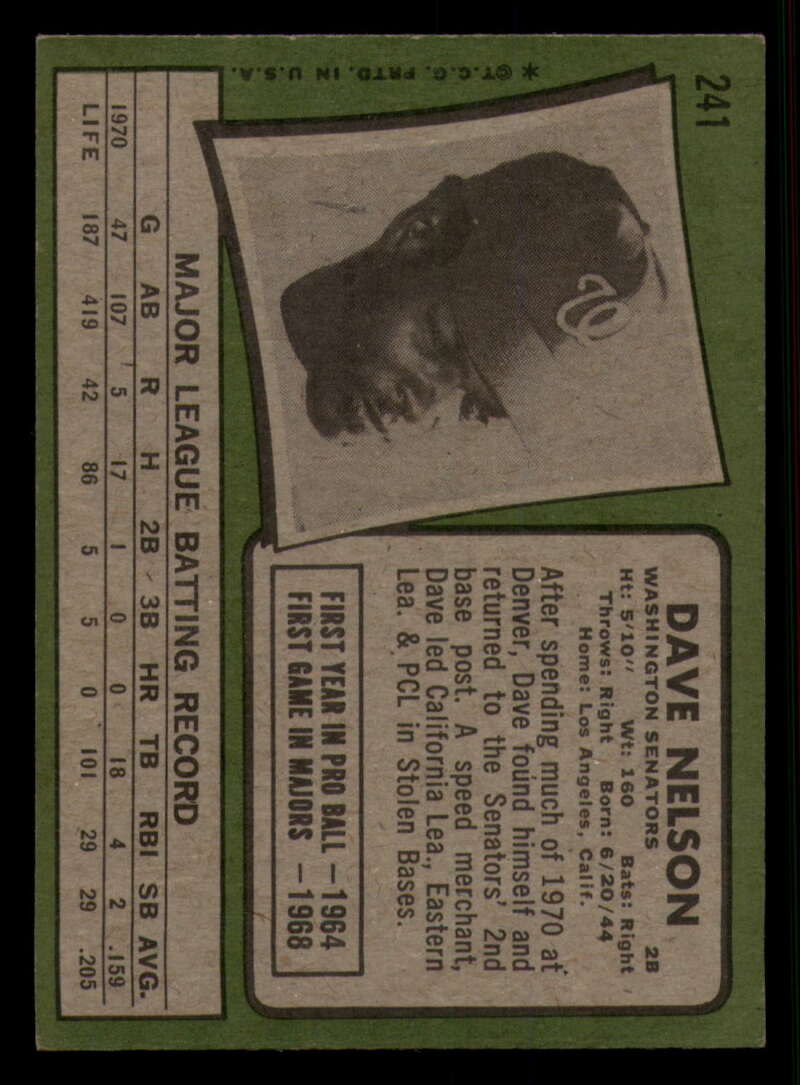 241
*©T.C.G. PRTD. IN U.S.A.
W
DAVE NELSON
WASHINGTON SENATORS 2B
Ht: 5'10" Wt: 160 Bats: Right
Throws: Right Born: 6/20/44
Home: Los Angeles, Calif.
After spending much of 1970 at
Denver, Dave found himself and
returned to the Senators' 2nd
base post. A speed merchant,
Dave led California Lea., Eastern
Lea. & PCL in Stolen Bases.
FIRST YEAR IN PRO BALL – 1964
FIRST GAME IN MAJORS – 1968
MAJOR LEAGUE BATTING RECORD
G AB R H 2B 3B HR TB RBI SB AVG.
1970 47 107 5 17 1 0 0 18 4 2 .159
LIFE 187 419 42 86 5 5 0 101 29 29 .205